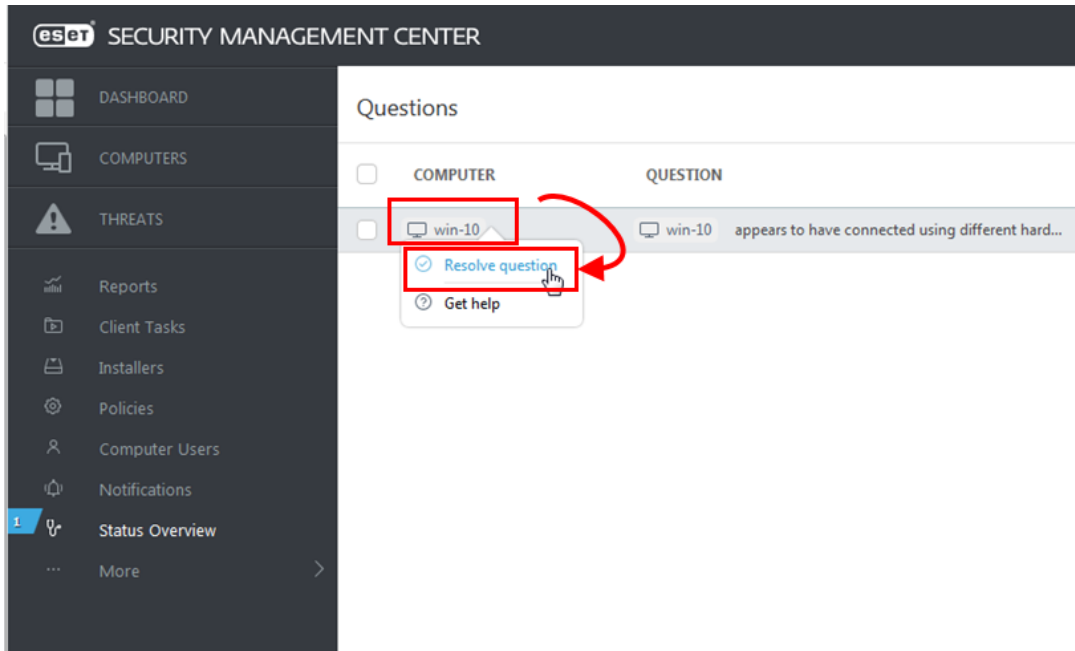 eset SECURITY MANAGEMENT CENTER
DASHBOARD
COMPUTERS
THREATS
Reports
Client Tasks
Installers
Policies
Computer Users
Notifications
1 Status Overview
More
Questions
COMPUTER QUESTION
win-10 win-10 appears to have connected using different hard...
Resolve question
Get help